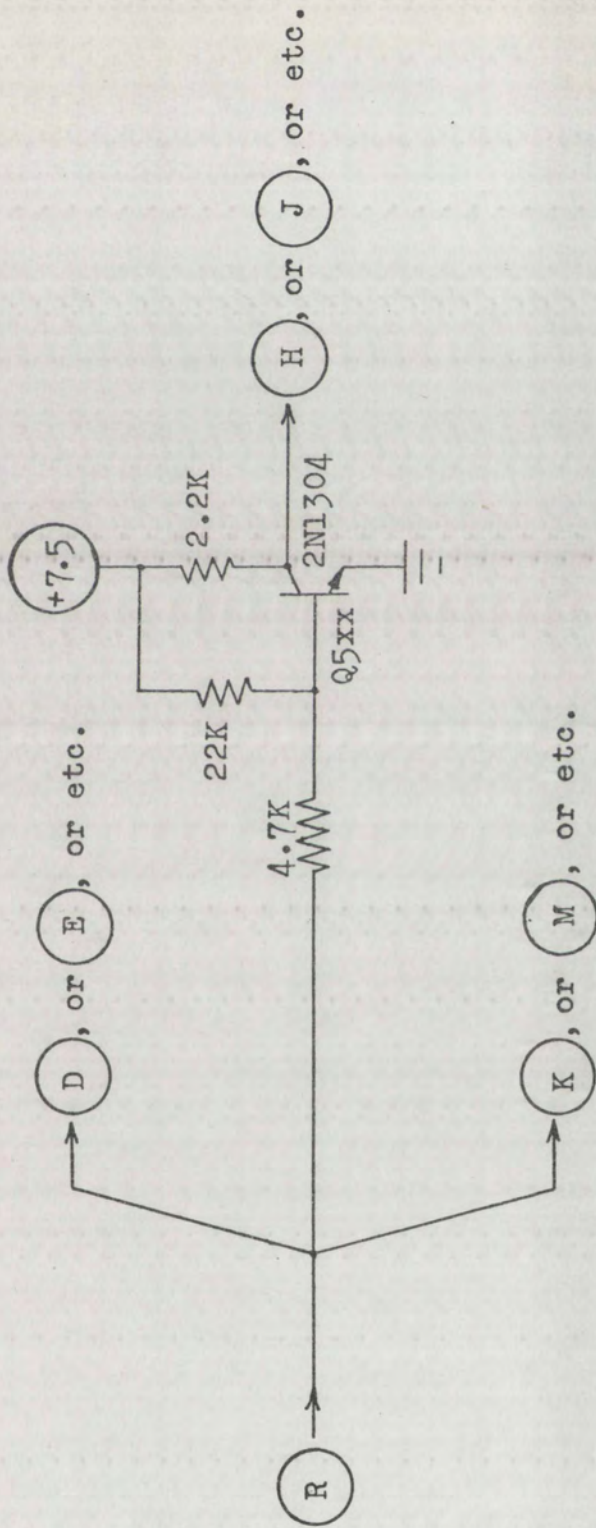 +7.5
D, or E, or etc.
22K
2.2K
H, or J, or etc.
R
4.7K
2N1304
Q5xx
K, or M, or etc.